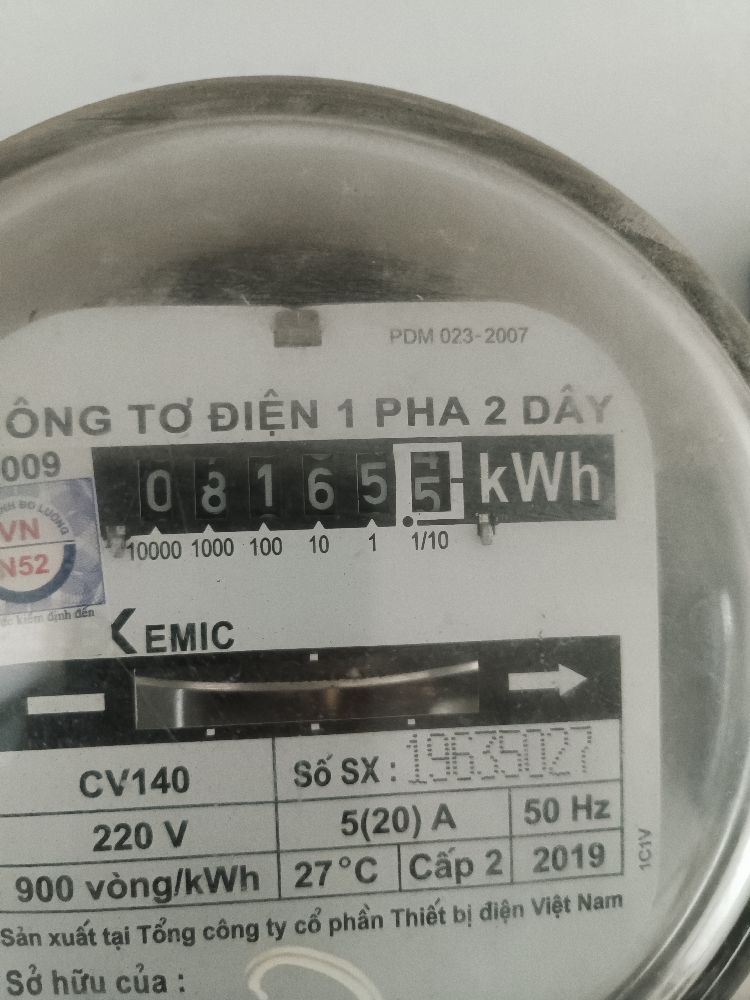 PDM 023-2007
ÔNG TƠ ĐIỆN 1 PHA 2 DÂY
009
0 8 1 6 5 5 kWh
10000 1000 100 10 1 1/10
VN
N52
EMIC
CV140 Số SX : 19635027
220 V 5(20) A 50 Hz
900 vòng/kWh 27°C Cấp 2 2019
1C1V
Sản xuất tại Tổng công ty cổ phần Thiết bị điện Việt Nam
Sở hữu của :